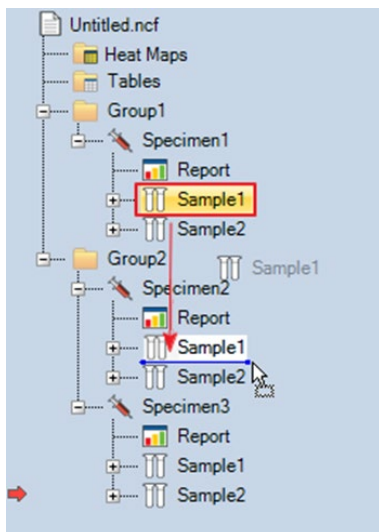 Untitled.ncf
Heat Maps
Tables
Group1
Specimen1
Report
Sample1
Sample2
Group2
Sample1
Specimen2
Report
Sample1
Sample2
Specimen3
Report
Sample1
Sample2